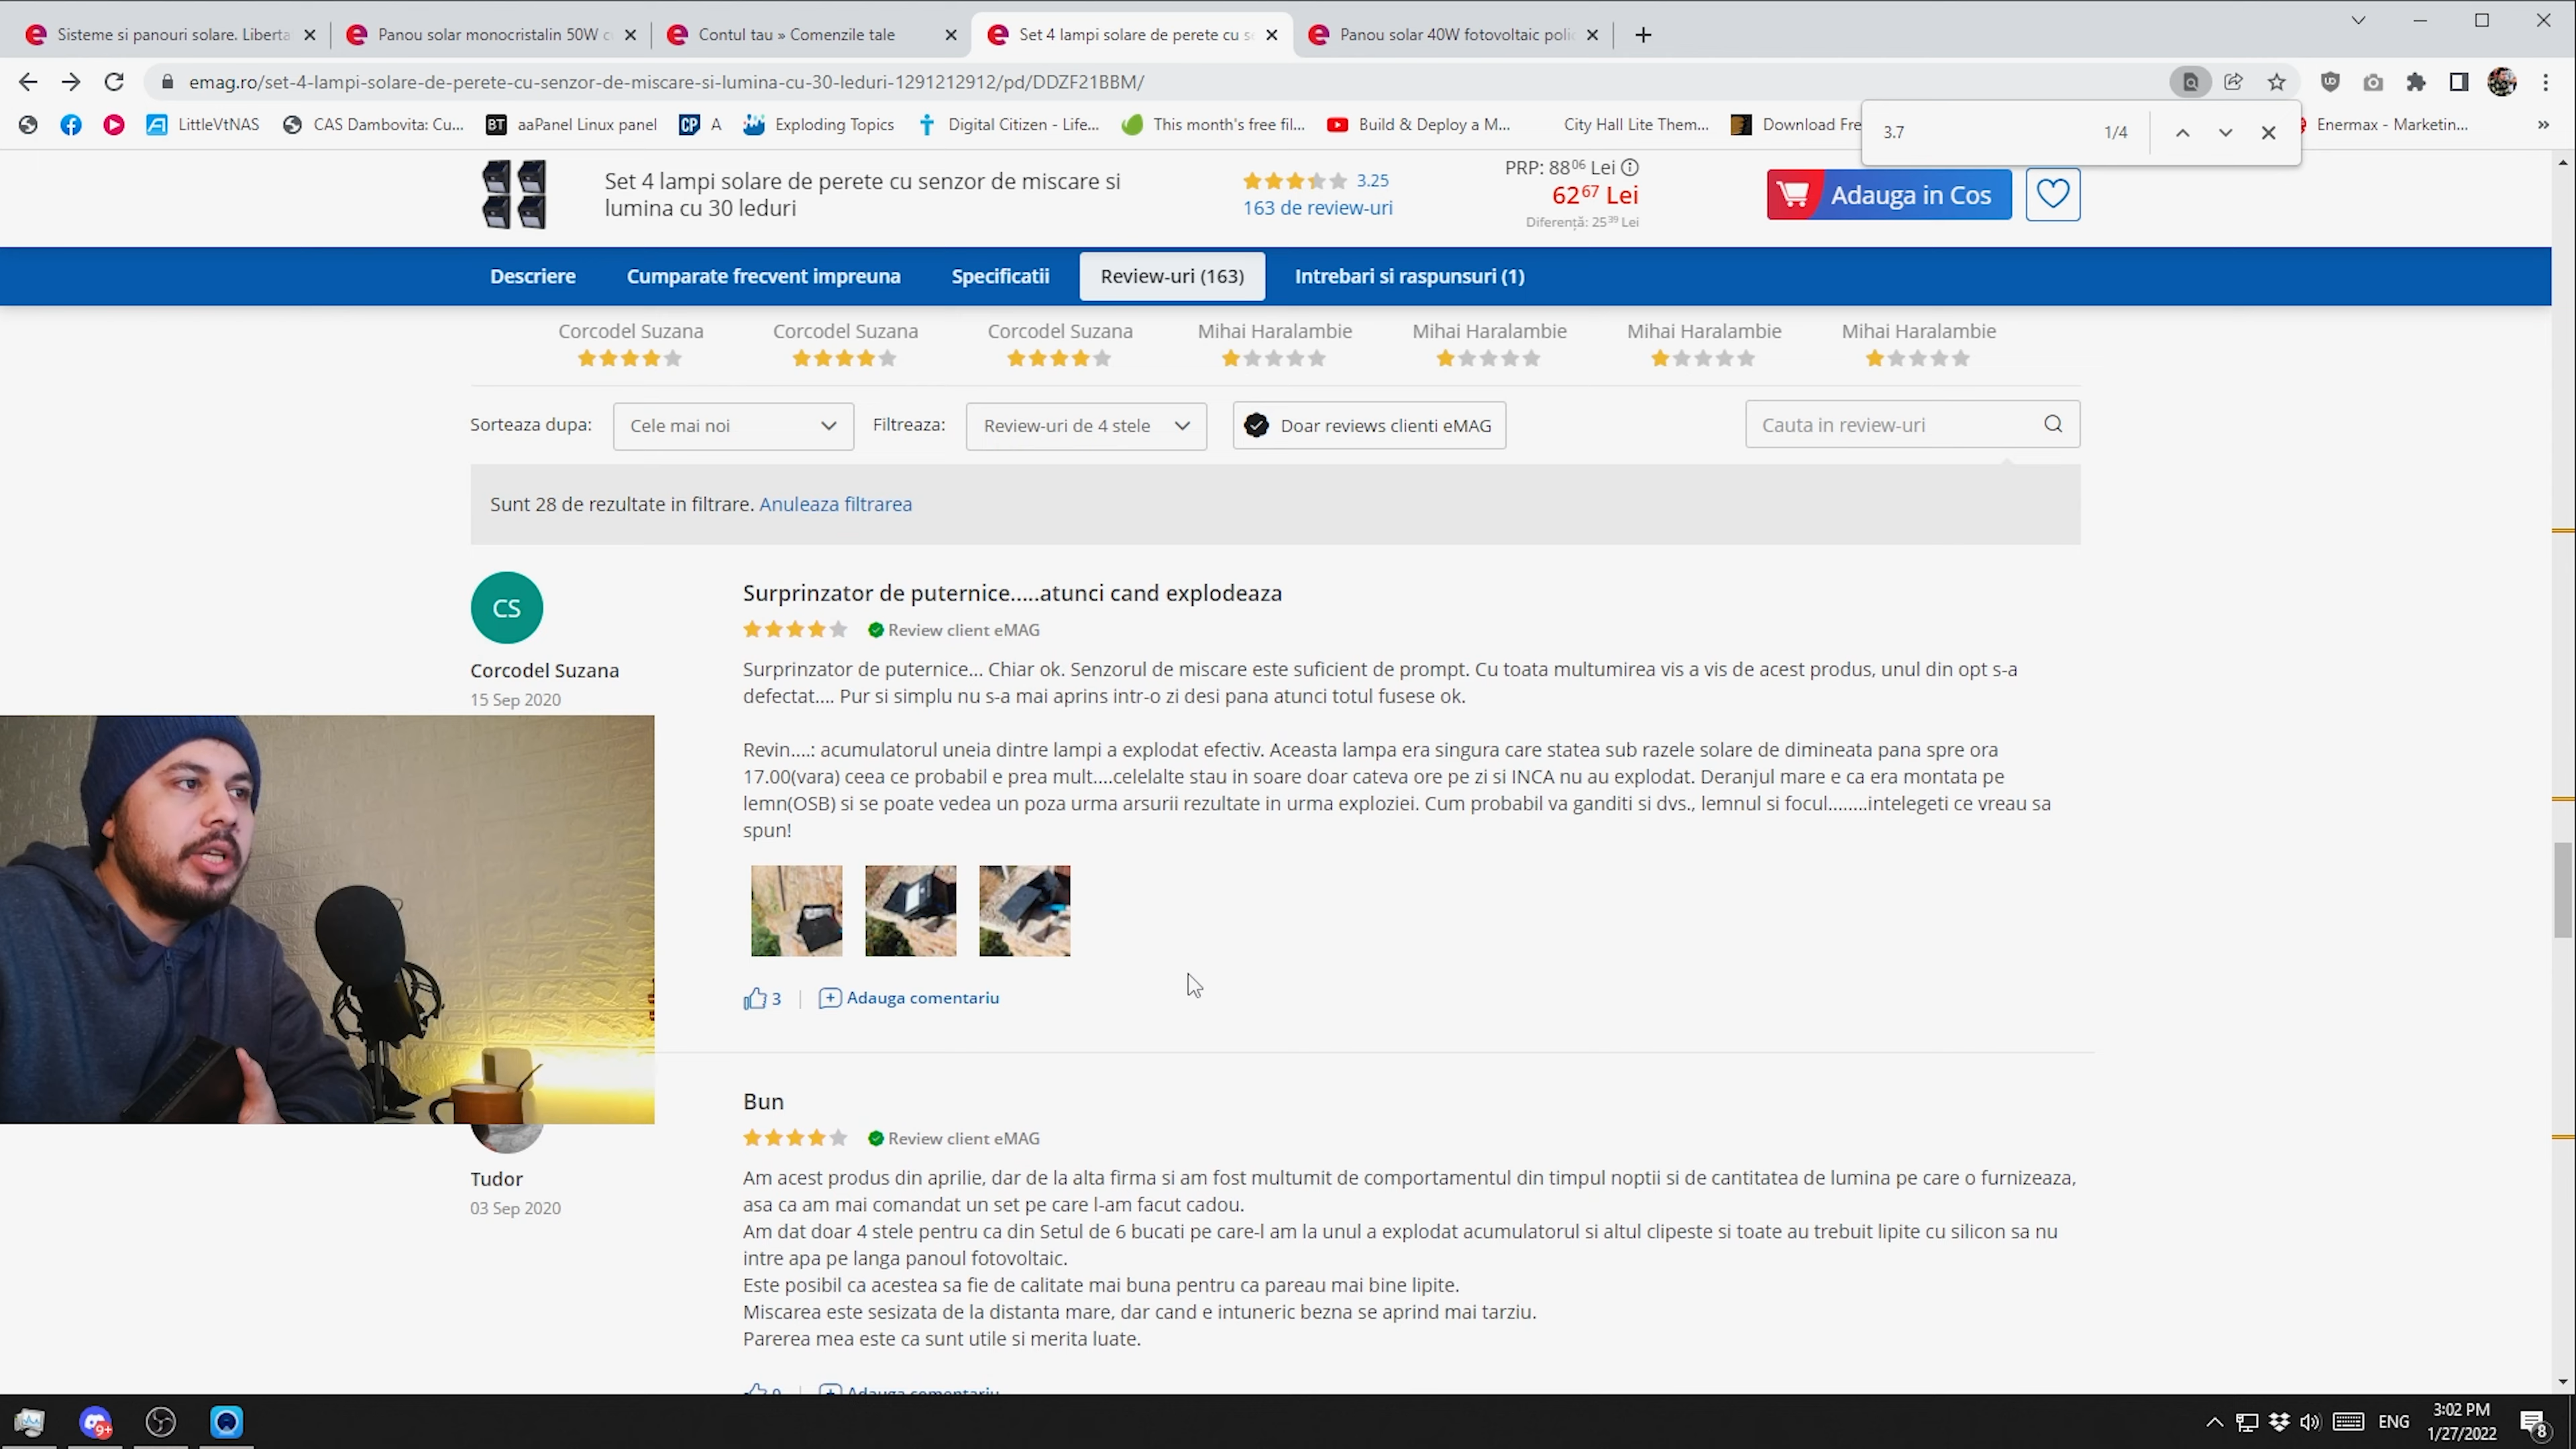 Sisteme si panouri solare. Liberta
Panou solar monocristalin 50W c
Contul tau » Comenzile tale
Set 4 lampi solare de perete cu s
Panou solar 40W fotovoltaic poli
emag.ro/set-4-lampi-solare-de-perete-cu-senzor-de-miscare-si-lumina-cu-30-leduri-1291212912/pd/DDZF21BBM/
LittleVtNAS
CAS Dambovita: Cu...
BT aaPanel Linux panel
CP A
Exploding Topics
Digital Citizen - Life...
This month's free fil...
Build & Deploy a M...
City Hall Lite Them...
Download Fre
Enermax - Marketin...
»
3.7
1/4
Set 4 lampi solare de perete cu senzor de miscare si
lumina cu 30 leduri
3.25
163 de review-uri
PRP: 88⁰⁶ Lei
62⁶⁷ Lei
Diferență: 25³⁹ Lei
Adauga in Cos
Descriere
Cumparate frecvent impreuna
Specificatii
Review-uri (163)
Intrebari si raspunsuri (1)
Corcodel Suzana
Corcodel Suzana
Corcodel Suzana
Mihai Haralambie
Mihai Haralambie
Mihai Haralambie
Mihai Haralambie
Sorteaza dupa:
Cele mai noi
Filtreaza:
Review-uri de 4 stele
Doar reviews clienti eMAG
Cauta in review-uri
Sunt 28 de rezultate in filtrare. Anuleaza filtrarea
CS
Corcodel Suzana
15 Sep 2020
Surprinzator de puternice.....atunci cand explodeaza
Review client eMAG
Surprinzator de puternice... Chiar ok. Senzorul de miscare este suficient de prompt. Cu toata multumirea vis a vis de acest produs, unul din opt s-a
defectat.... Pur si simplu nu s-a mai aprins intr-o zi desi pana atunci totul fusese ok.
Revin....: acumulatorul uneia dintre lampi a explodat efectiv. Aceasta lampa era singura care statea sub razele solare de dimineata pana spre ora
17.00(vara) ceea ce probabil e prea mult....celelalte stau in soare doar cateva ore pe zi si INCA nu au explodat. Deranjul mare e ca era montata pe
lemn(OSB) si se poate vedea un poza urma arsurii rezultate in urma exploziei. Cum probabil va ganditi si dvs., lemnul si focul........intelegeti ce vreau sa
spun!
3
Adauga comentariu
Tudor
03 Sep 2020
Bun
Review client eMAG
Am acest produs din aprilie, dar de la alta firma si am fost multumit de comportamentul din timpul noptii si de cantitatea de lumina pe care o furnizeaza,
asa ca am mai comandat un set pe care l-am facut cadou.
Am dat doar 4 stele pentru ca din Setul de 6 bucati pe care-l am la unul a explodat acumulatorul si altul clipeste si toate au trebuit lipite cu silicon sa nu
intre apa pe langa panoul fotovoltaic.
Este posibil ca acestea sa fie de calitate mai buna pentru ca pareau mai bine lipite.
Miscarea este sesizata de la distanta mare, dar cand e intuneric bezna se aprind mai tarziu.
Parerea mea este ca sunt utile si merita luate.
Adauga comentariu
9+
ENG
3:02 PM
1/27/2022
8